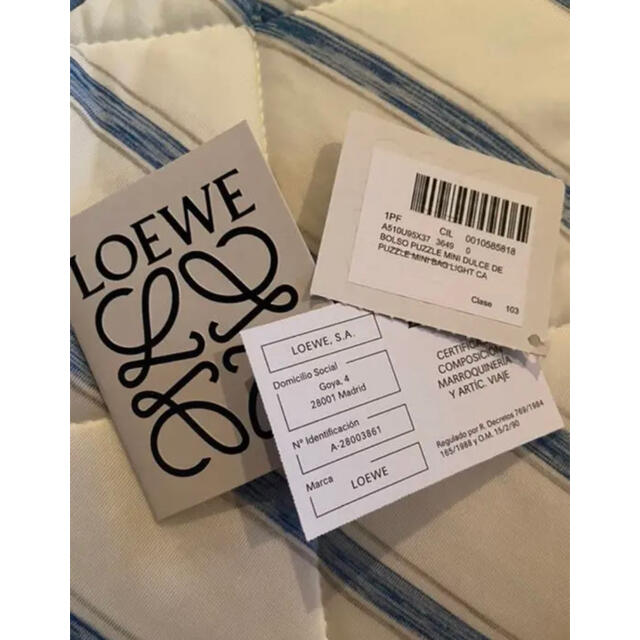 LOEWE
1PF CIL 0010585818
A510U95X37 3649 0
BOLSO PUZZLE MINI DULCE DE
PUZZLE MINI BAG LIGHT CA
Clase 103
LOEWE, S.A.
Domicilio Social
Goya, 4
28001 Madrid
Nº Identificación
A-28003861
Marca
LOEWE
COMPOSICIÓ
MARROQUINERÍA
Y ARTÍC. VIAJE
Regulado por R. Decretos 769/1984
165/1988 y O.M. 15/2/90